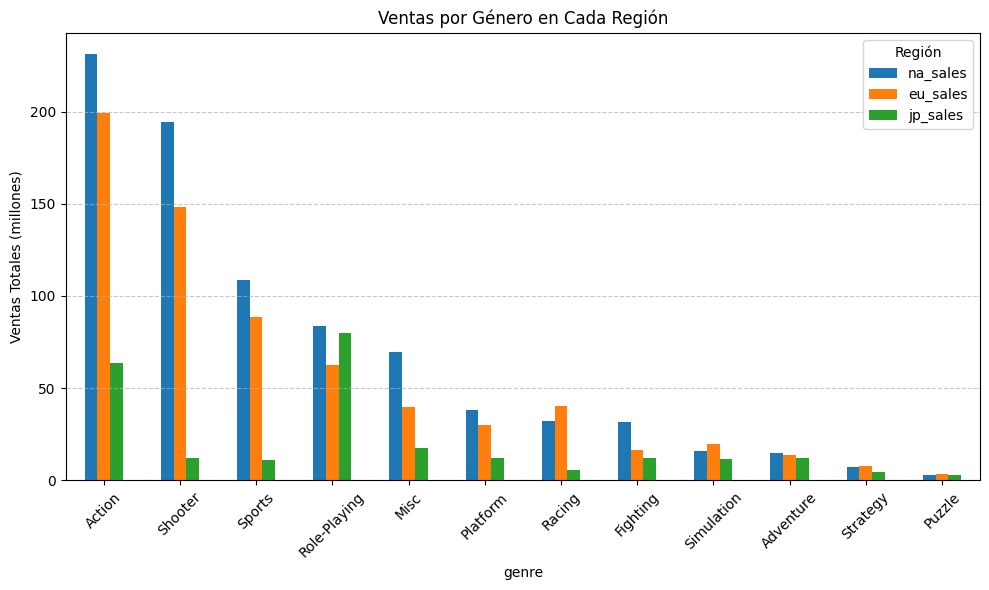 Ventas por Género en Cada Región
Región
na_sales
eu_sales
jp_sales
Ventas Totales (millones)
200
150
100
50
0
Action
Shooter
Sports
Role-Playing
Misc
Platform
Racing
Fighting
Simulation
Adventure
Strategy
Puzzle
genre